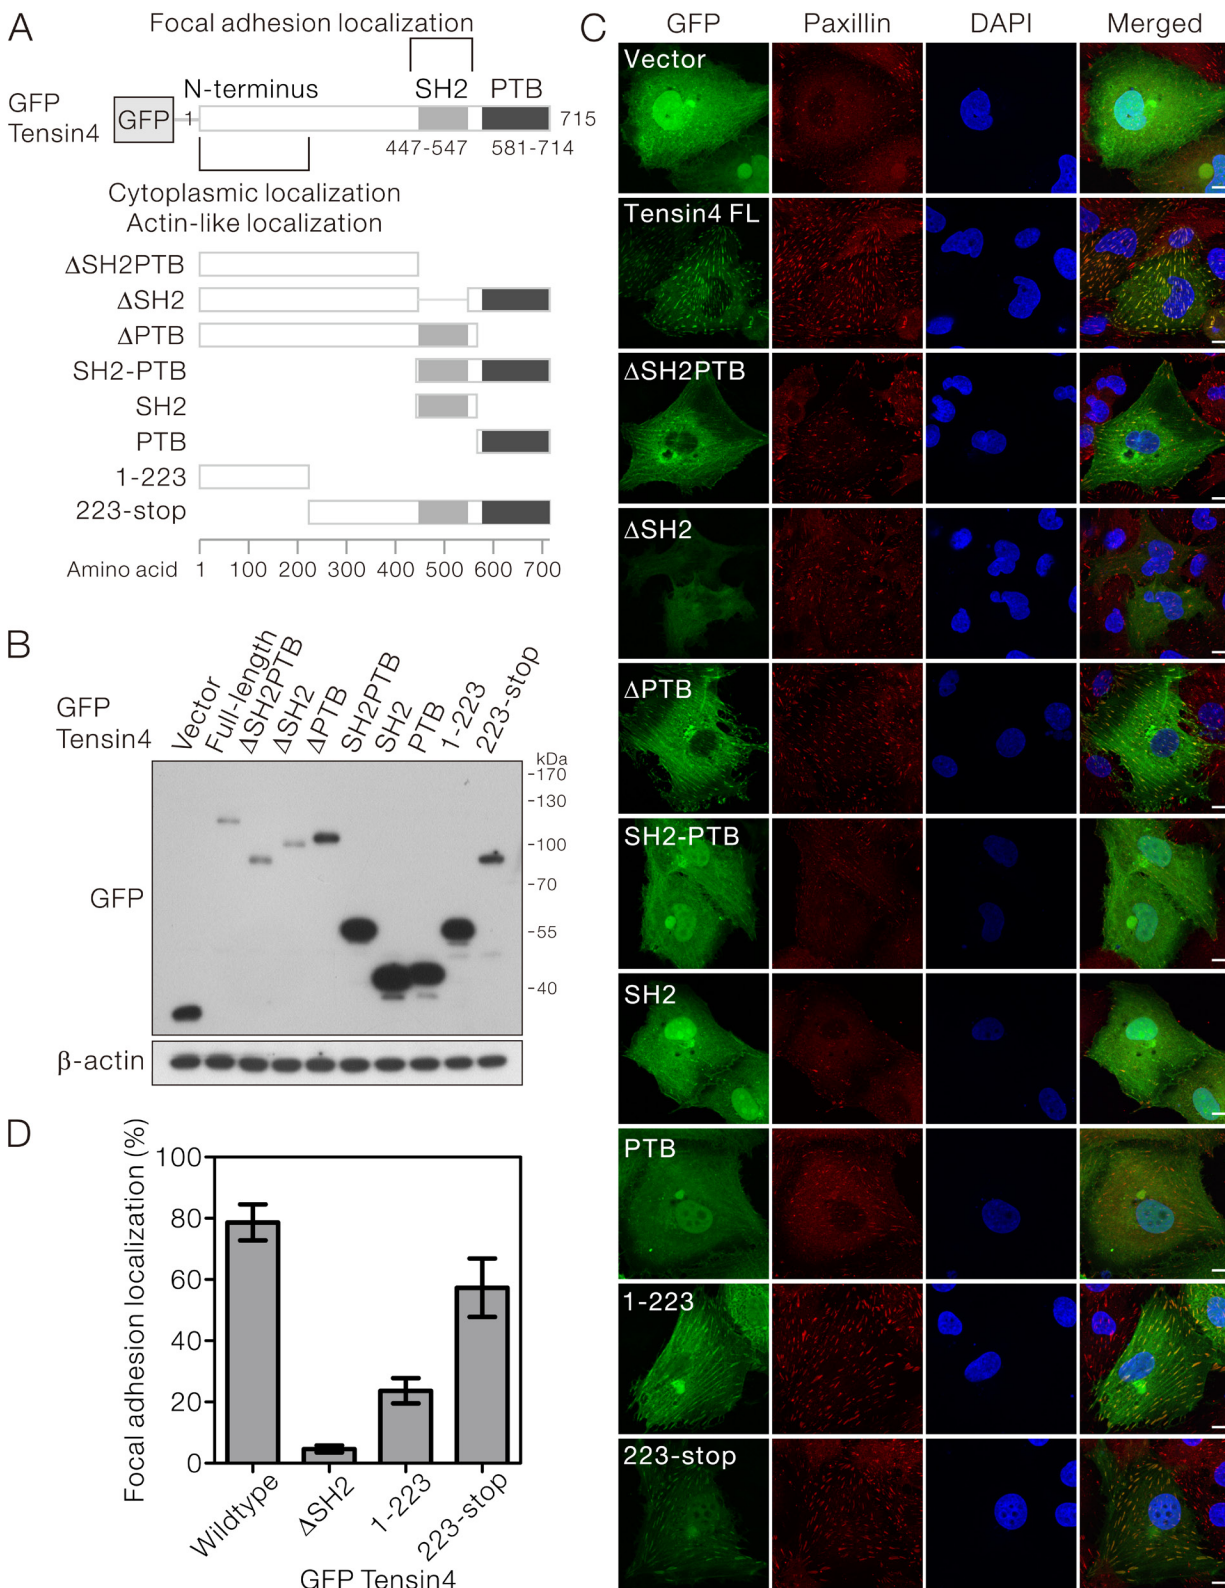 A
Focal adhesion localization
N-terminus
SH2
PTB
GFP
Tensin4
GFP
1
715
447-547
581-714
Cytoplasmic localization
Actin-like localization
ΔSH2PTB
ΔSH2
ΔPTB
SH2-PTB
SH2
PTB
1-223
223-stop
Amino acid
1 100 200 300 400 500 600 700
B
GFP
Tensin4
Vector
Full-length
ΔSH2PTB
ΔSH2
ΔPTB
SH2PTB
SH2
PTB
1-223
223-stop
kDa
-170
-130
-100
-70
-55
-40
GFP
β-actin
C
GFP Paxillin DAPI Merged
Vector
Tensin4 FL
ΔSH2PTB
ΔSH2
ΔPTB
SH2-PTB
SH2
PTB
1-223
223-stop
D
Focal adhesion localization (%)
100
80
60
40
20
0
Wildtype
ΔSH2
1-223
223-stop
GFP Tensin4